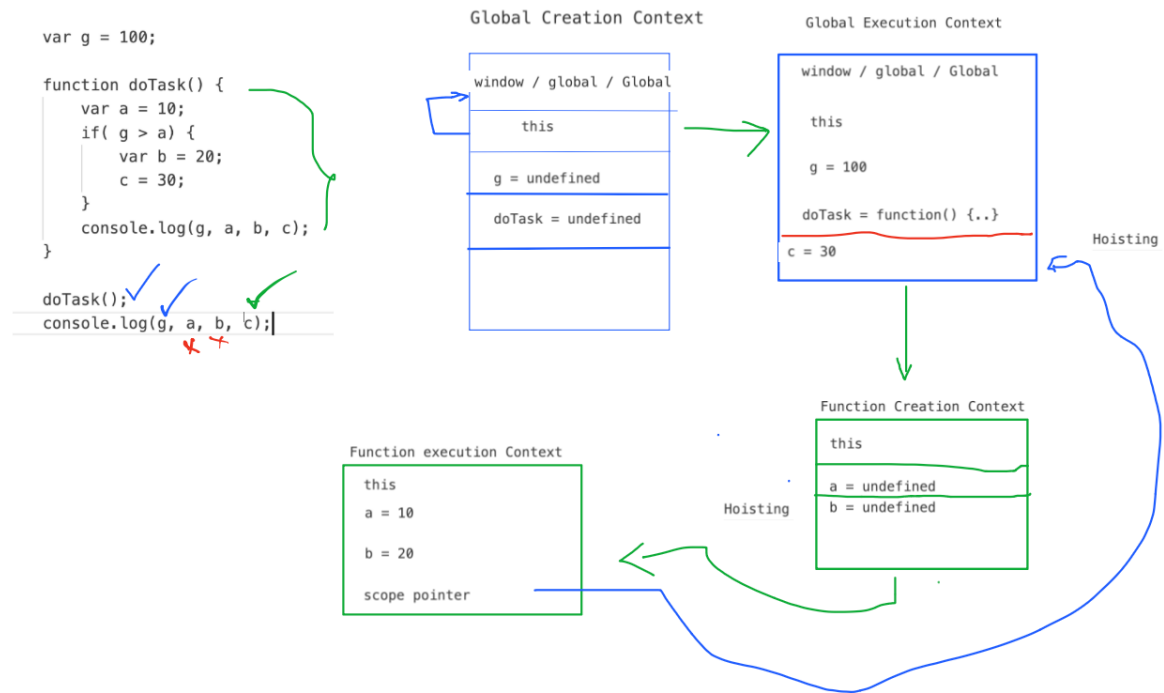 var g = 100;
function doTask() {
var a = 10;
if( g > a) {
var b = 20;
c = 30;
}
console.log(g, a, b, c);
}
doTask();
console.log(g, a, b, c);
Global Creation Context
window / global / Global
this
g = undefined
doTask = undefined
Global Execution Context
window / global / Global
this
g = 100
doTask = function() {..}
c = 30
Hoisting
Function Creation Context
this
a = undefined
b = undefined
Hoisting
Function execution Context
this
a = 10
b = 20
scope pointer